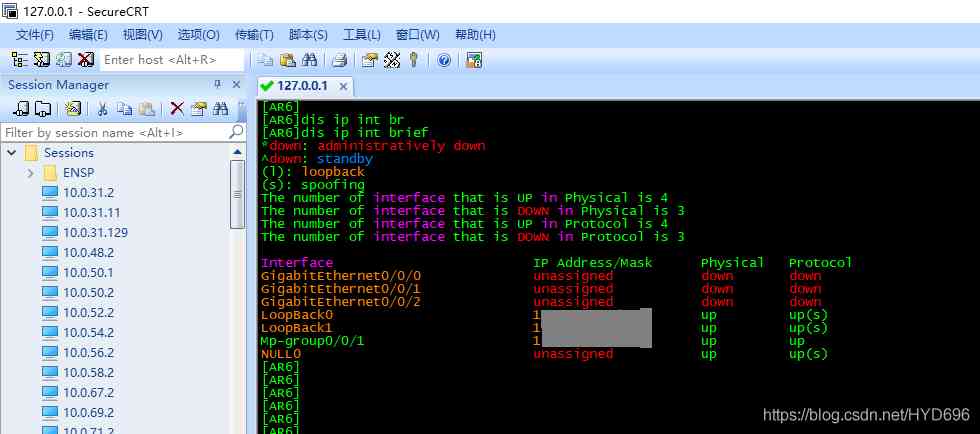 127.0.0.1 - SecureCRT
文件(F) 编辑(E) 视图(V) 选项(O) 传输(T) 脚本(S) 工具(L) 窗口(W) 帮助(H)
Enter host <Alt+R>
Session Manager
Filter by session name <Alt+I>
Sessions
ENSP
10.0.31.2
10.0.31.11
10.0.31.129
10.0.48.2
10.0.50.1
10.0.50.2
10.0.52.2
10.0.54.2
10.0.56.2
10.0.58.2
10.0.67.2
10.0.69.2
10.0.71.2
127.0.0.1
[AR6]
[AR6]dis ip int br
[AR6]dis ip int brief
*down: administratively down
^down: standby
(l): loopback
(s): spoofing
The number of interface that is UP in Physical is 4
The number of interface that is DOWN in Physical is 3
The number of interface that is UP in Protocol is 4
The number of interface that is DOWN in Protocol is 3
Interface IP Address/Mask Physical Protocol
GigabitEthernet0/0/0 unassigned down down
GigabitEthernet0/0/1 unassigned down down
GigabitEthernet0/0/2 unassigned down down
LoopBack0 1 up up(s)
LoopBack1 1 up up(s)
Mp-group0/0/1 1 up up
NULL0 unassigned up up(s)
[AR6]
[AR6]
[AR6]
[AR6]
[AR6]
[AR6]
https://blog.csdn.net/HYD696